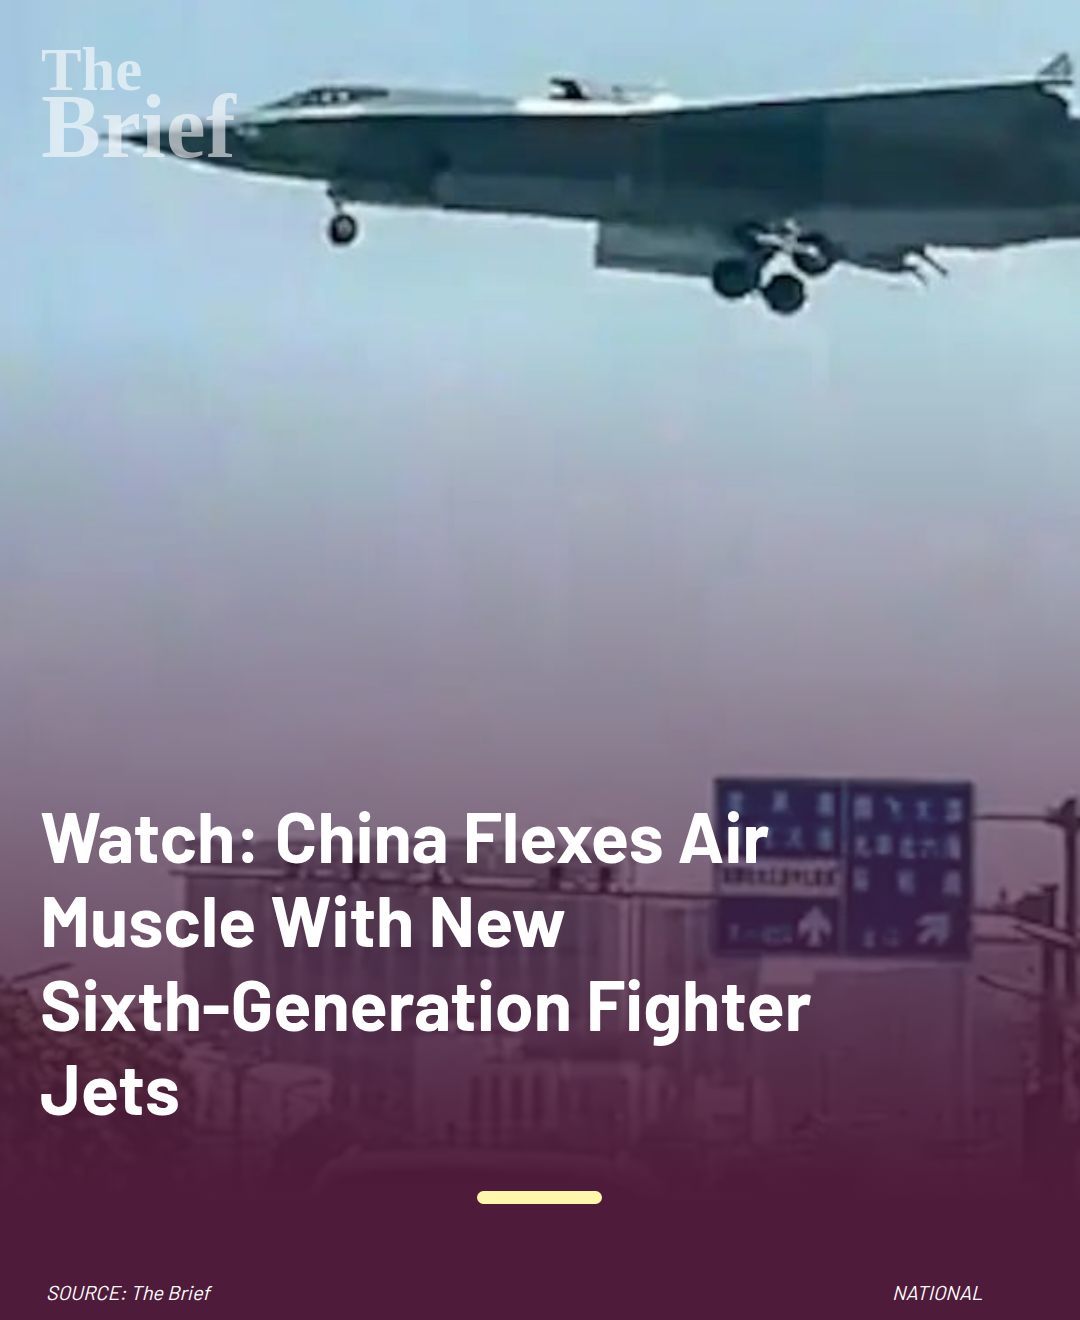 The
Brief
Watch: China Flexes Air
Muscle With New
Sixth-Generation Fighter
Jets
SOURCE: The Brief
NATIONAL